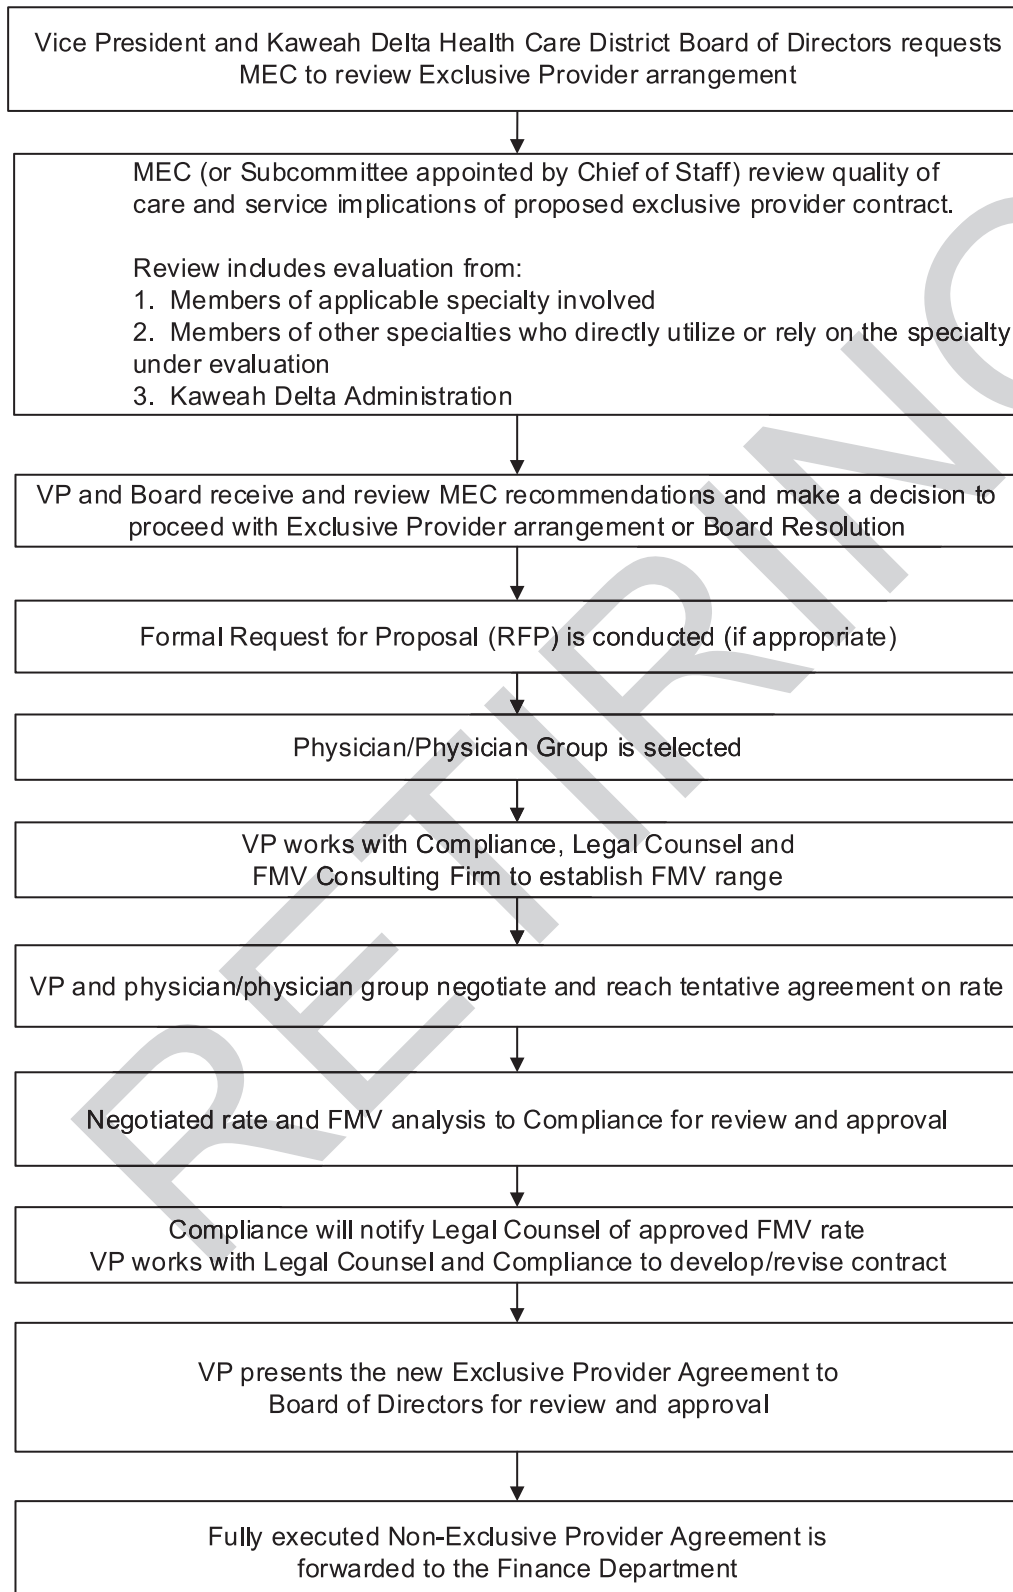 Vice President and Kaweah Delta Health Care District Board of Directors requests
MEC to review Exclusive Provider arrangement
MEC (or Subcommittee appointed by Chief of Staff) review quality of
care and service implications of proposed exclusive provider contract.
Review includes evaluation from:
1. Members of applicable specialty involved
2. Members of other specialties who directly utilize or rely on the specialty
under evaluation
3. Kaweah Delta Administration
VP and Board receive and review MEC recommendations and make a decision to
proceed with Exclusive Provider arrangement or Board Resolution
Formal Request for Proposal (RFP) is conducted (if appropriate)
Physician/Physician Group is selected
VP works with Compliance, Legal Counsel and
FMV Consulting Firm to establish FMV range
VP and physician/physician group negotiate and reach tentative agreement on rate
Negotiated rate and FMV analysis to Compliance for review and approval
Compliance will notify Legal Counsel of approved FMV rate
VP works with Legal Counsel and Compliance to develop/revise contract
VP presents the new Exclusive Provider Agreement to
Board of Directors for review and approval
Fully executed Non-Exclusive Provider Agreement is
forwarded to the Finance Department
RETIRING